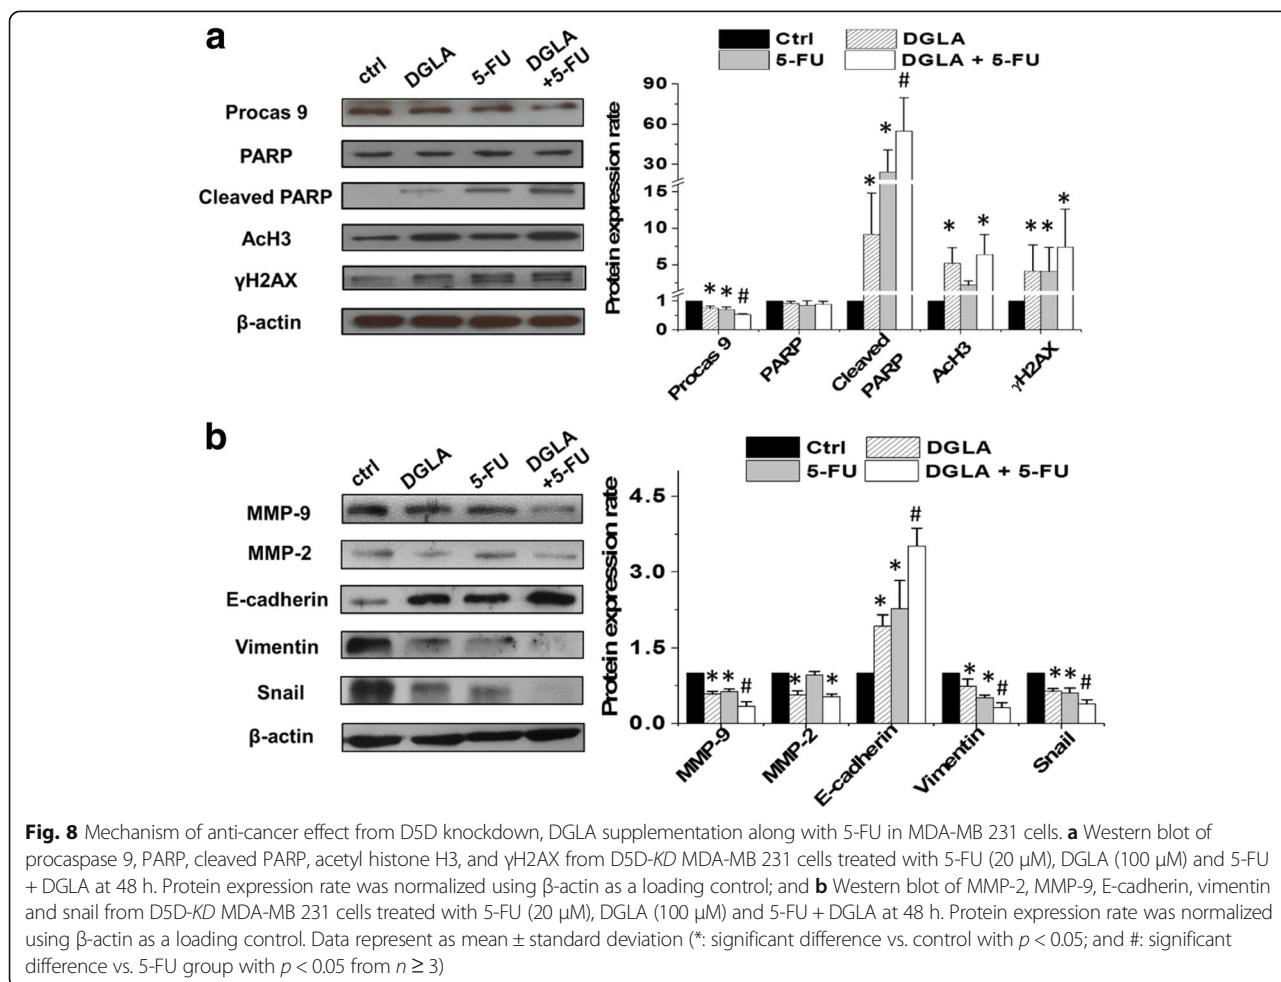 a
ctrl DGLA 5-FU DGLA +5-FU
Procas 9
PARP
Cleaved PARP
AcH3
γH2AX
β-actin
Ctrl DGLA
5-FU DGLA + 5-FU
Protein expression rate
90
60
30
15
10
5
1
0
* * # * * # * * * * *
Procas 9 PARP Cleaved PARP AcH3 γH2AX
b
ctrl DGLA 5-FU DGLA +5-FU
MMP-9
MMP-2
E-cadherin
Vimentin
Snail
β-actin
Ctrl DGLA
5-FU DGLA + 5-FU
Protein expression rate
4.5
3.0
1.5
0.0
* * # * * * * # * * # * * #
MMP-9 MMP-2 E-cadherin Vimentin Snail
Fig. 8 Mechanism of anti-cancer effect from D5D knockdown, DGLA supplementation along with 5-FU in MDA-MB 231 cells. a Western blot of
procaspase 9, PARP, cleaved PARP, acetyl histone H3, and γH2AX from D5D-KD MDA-MB 231 cells treated with 5-FU (20 μM), DGLA (100 μM) and 5-FU
+ DGLA at 48 h. Protein expression rate was normalized using β-actin as a loading control; and b Western blot of MMP-2, MMP-9, E-cadherin, vimentin
and snail from D5D-KD MDA-MB 231 cells treated with 5-FU (20 μM), DGLA (100 μM) and 5-FU + DGLA at 48 h. Protein expression rate was normalized
using β-actin as a loading control. Data represent as mean ± standard deviation (*: significant difference vs. control with p < 0.05; and #: significant
difference vs. 5-FU group with p < 0.05 from n ≥ 3)